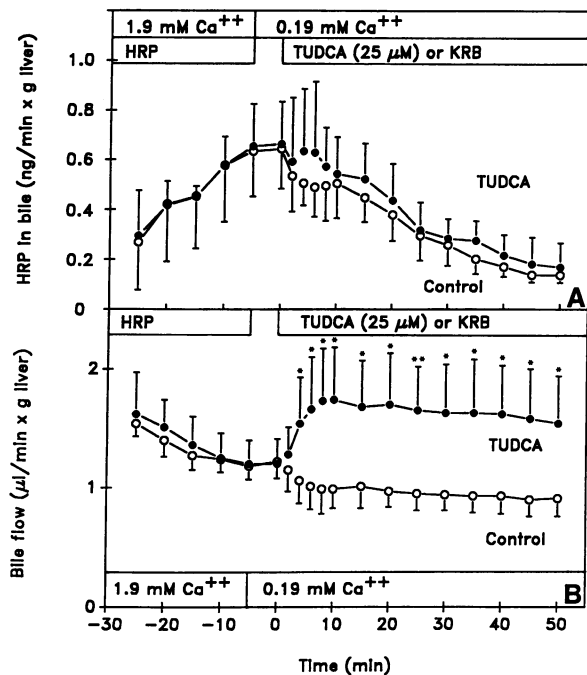 1.9 mM Ca++ 0.19 mM Ca++
HRP TUDCA (25 μM) or KRB
HRP in bile (ng/min x g liver)
1.0
0.8
0.6
0.4
0.2
0
TUDCA
Control
A
HRP TUDCA (25 μM) or KRB
Bile flow (μl/min x g liver)
2
1
0
* * * * * * ** * * * * *
TUDCA
Control
1.9 mM Ca++ 0.19 mM Ca++
B
−30 −20 −10 0 10 20 30 40 50
Time (min)